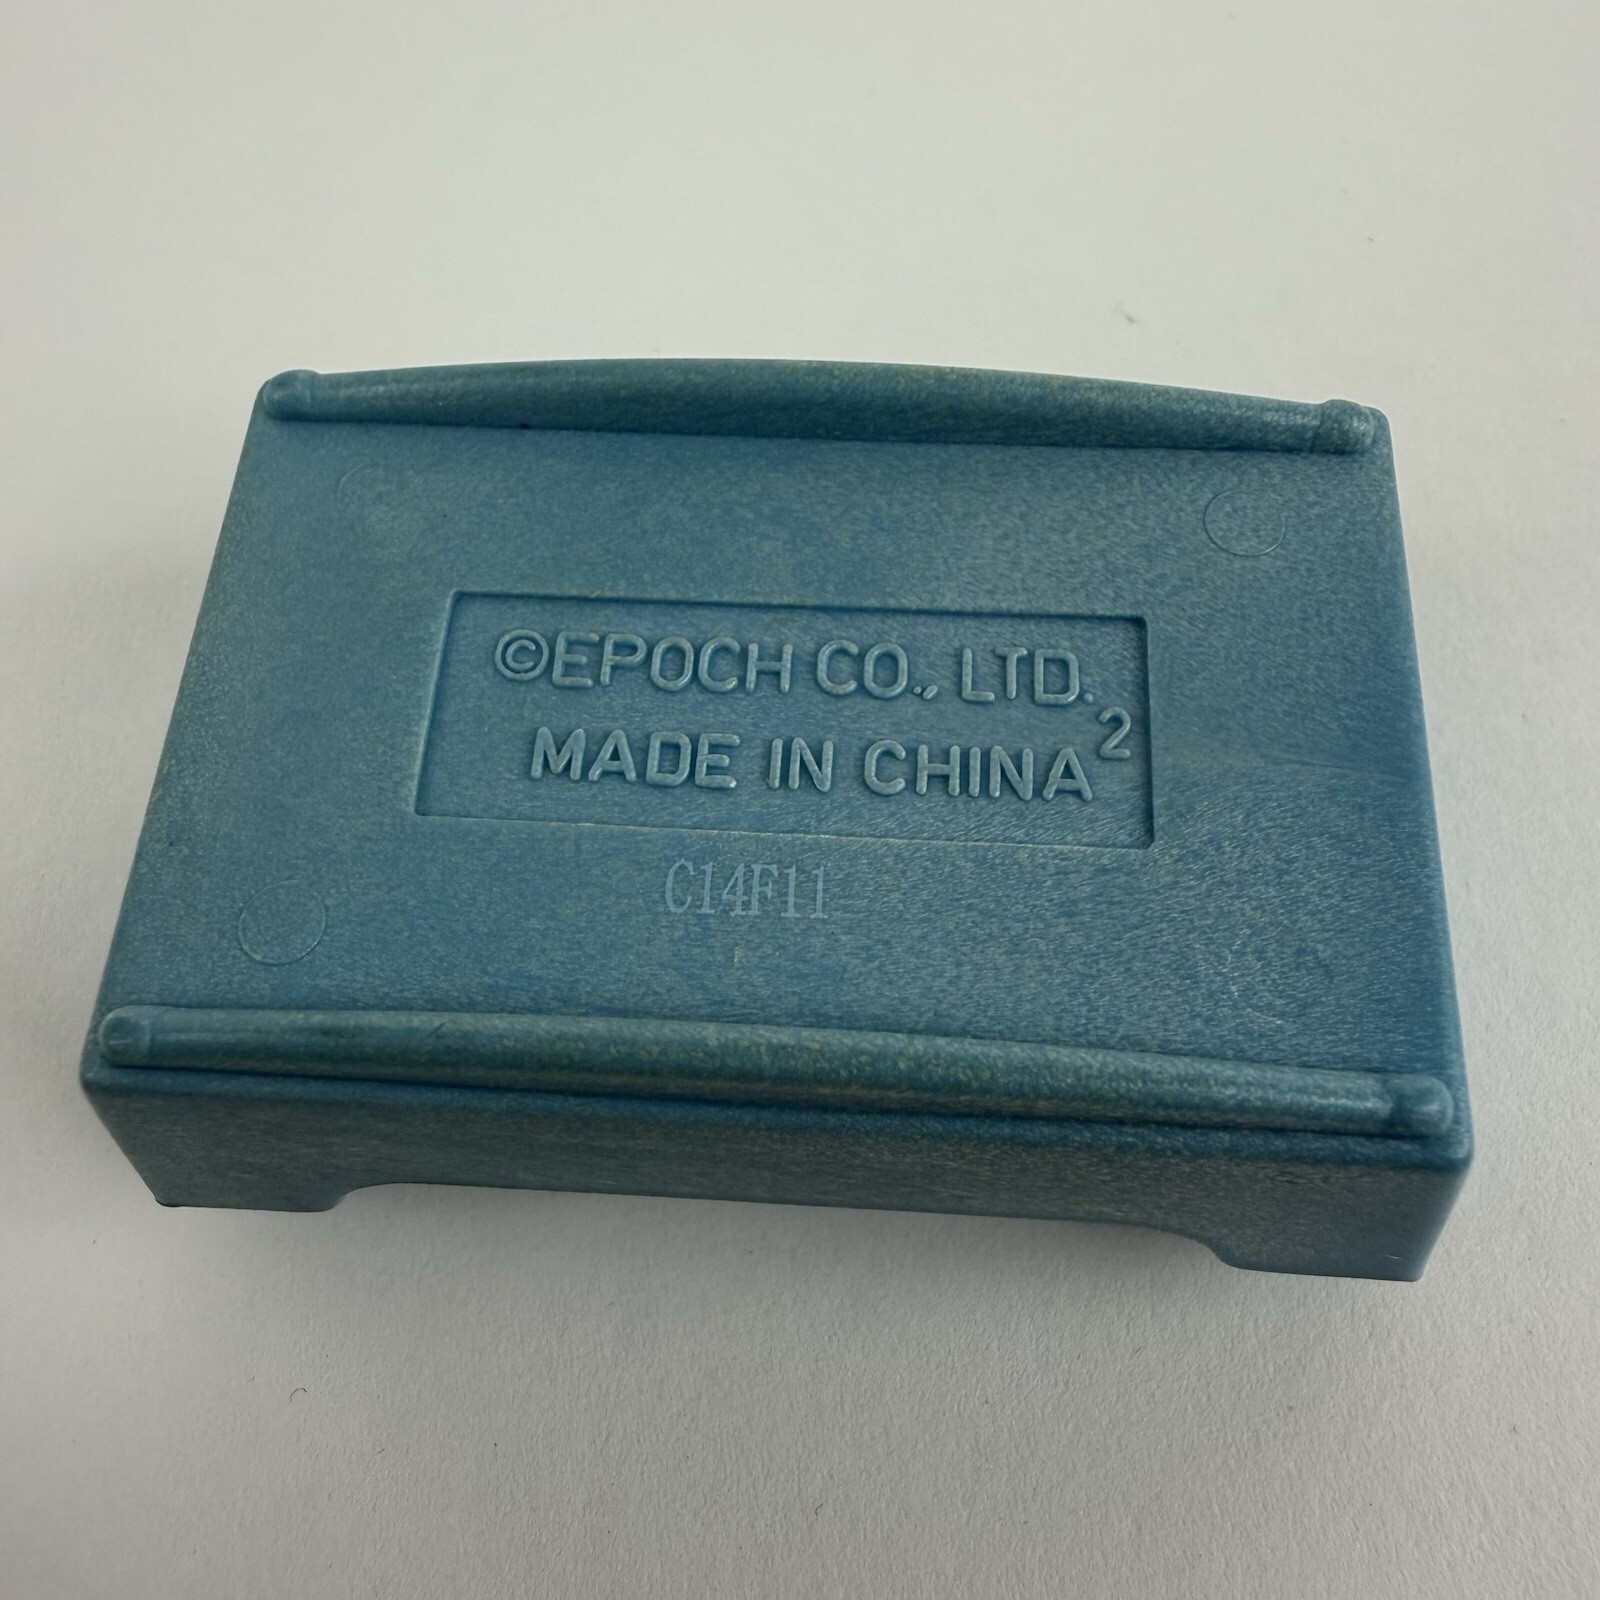 ©EPOCH CO., LTD.
MADE IN CHINA 2
C14F11